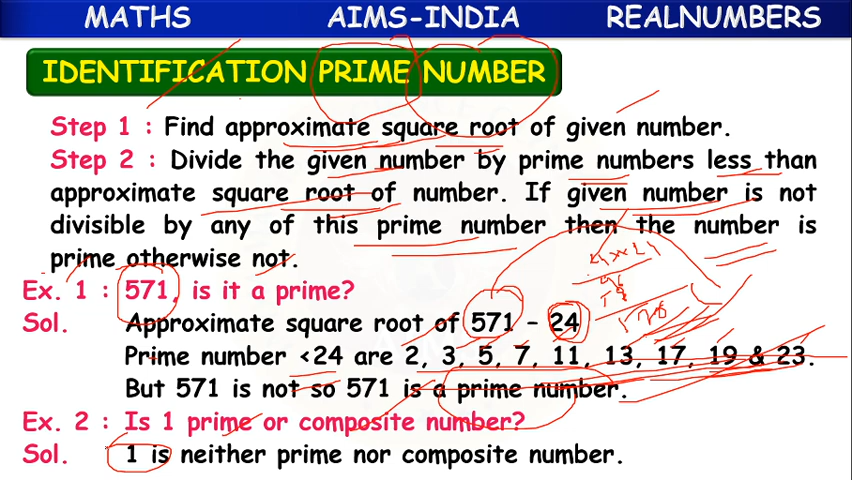 MATHS AIMS-INDIA REALNUMBERS
IDENTIFICATION PRIME NUMBER
Step 1 : Find approximate square root of given number.
Step 2 : Divide the given number by prime numbers less than
approximate square root of number. If given number is not
divisible by any of this prime number then the number is
prime otherwise not.
Ex. 1 : 571, is it a prime?
Sol. Approximate square root of 571 - 24
Prime number <24 are 2, 3, 5, 7, 11, 13, 17, 19 & 23.
But 571 is not so 571 is a prime number.
Ex. 2 : Is 1 prime or composite number?
Sol. 1 is neither prime nor composite number.